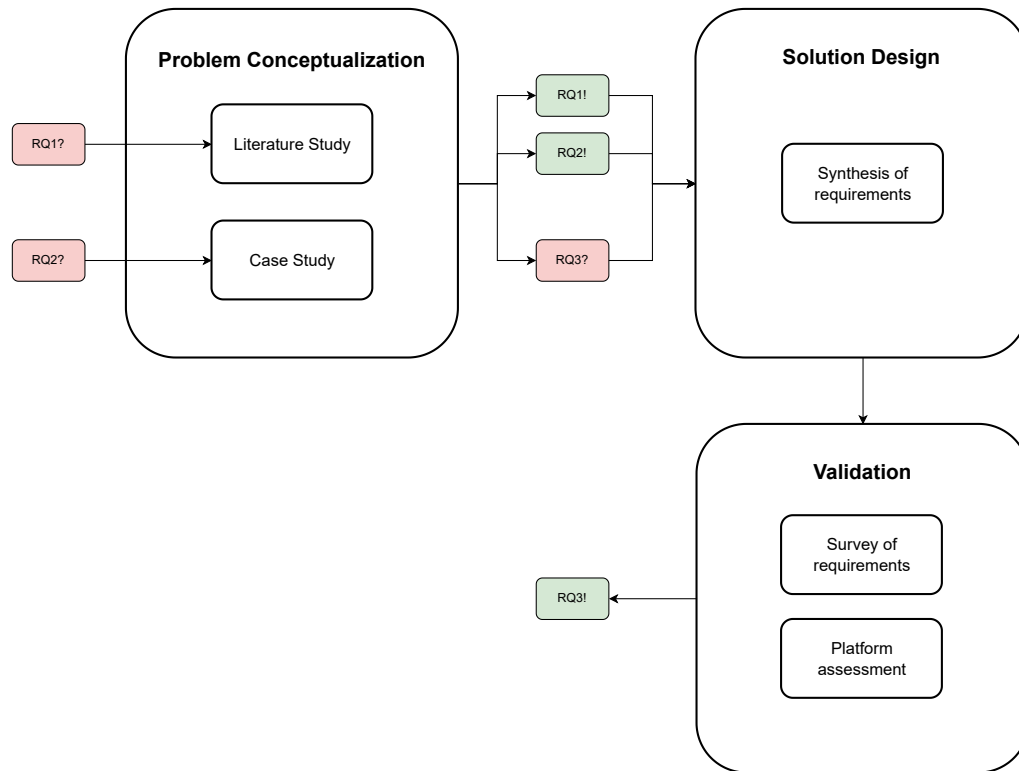 Problem Conceptualization
RQ1?
Literature Study
RQ2?
Case Study
RQ1!
RQ2!
RQ3?
Solution Design
Synthesis of
requirements
Validation
Survey of
requirements
Platform
assessment
RQ3!